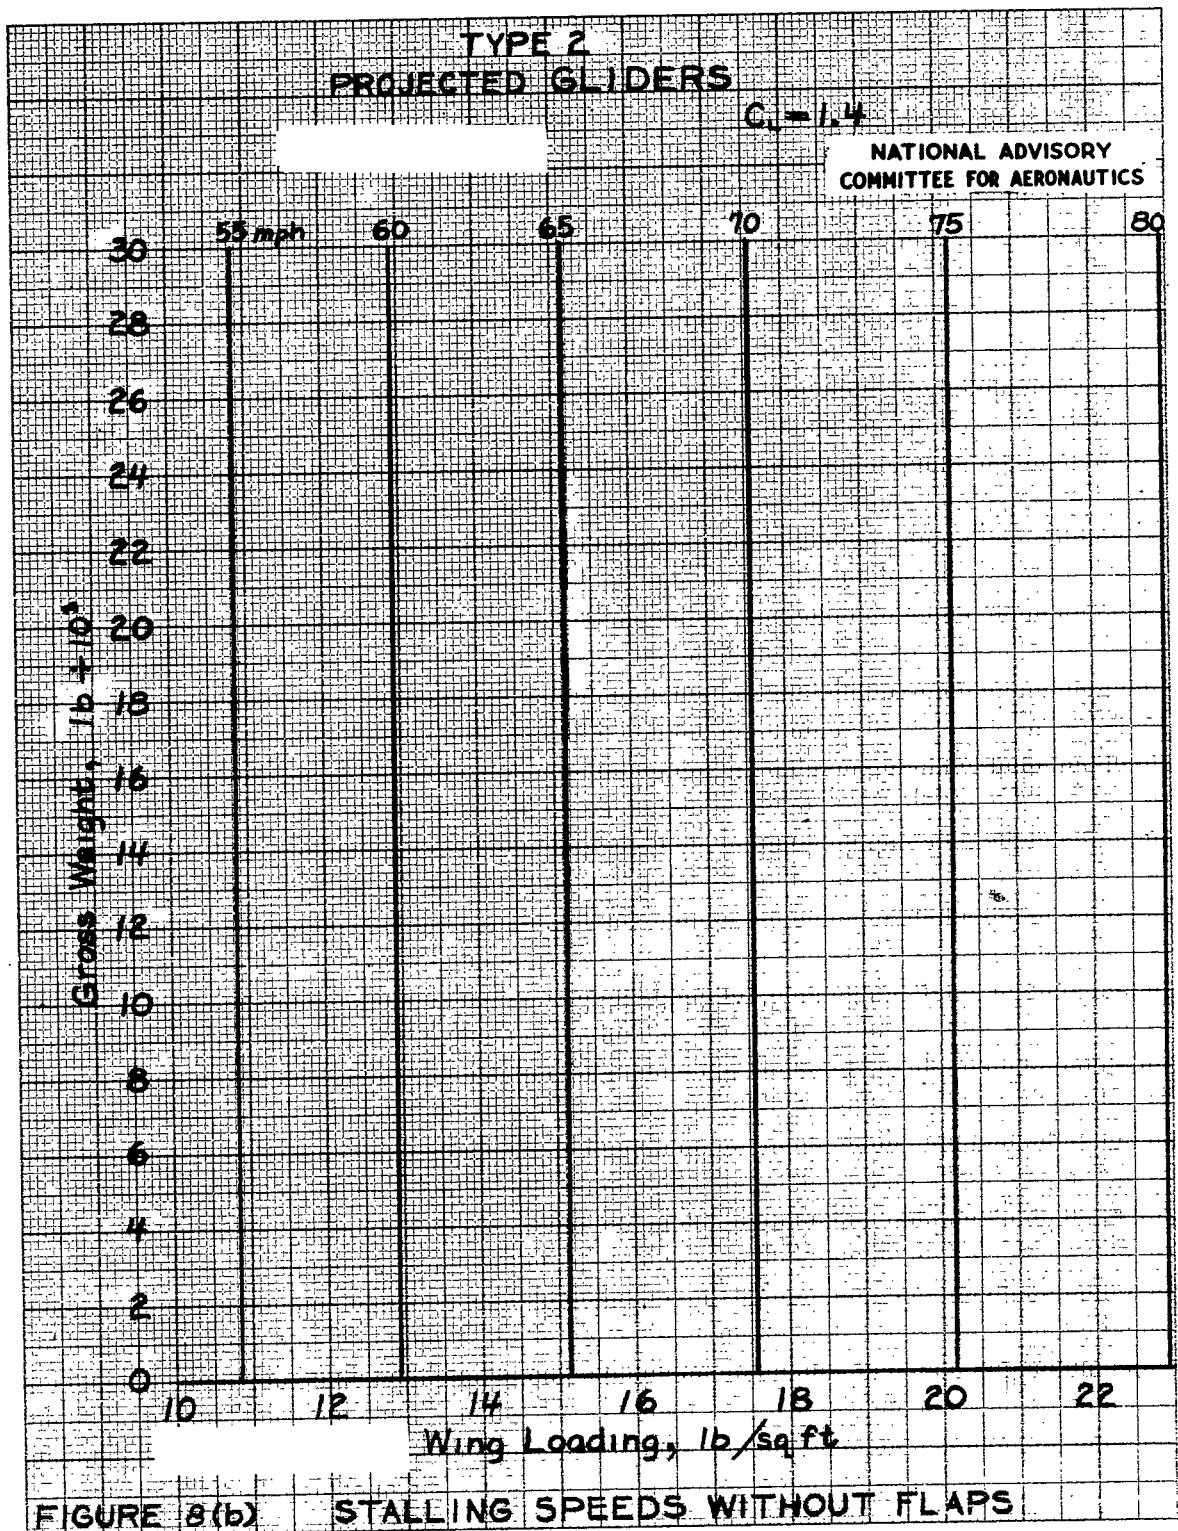 TYPE 2
PROJECTED GLIDERS
C_L = 1.4
NATIONAL ADVISORY
COMMITTEE FOR AERONAUTICS
55 mph 60 65 70 75 80
30
28
26
24
22
20
18
16
14
12
10
8
6
4
2
0
Gross Weight, lb ÷ 10³
10 12 14 16 18 20 22
Wing Loading, lb/sq ft
FIGURE 8(b) STALLING SPEEDS WITHOUT FLAPS